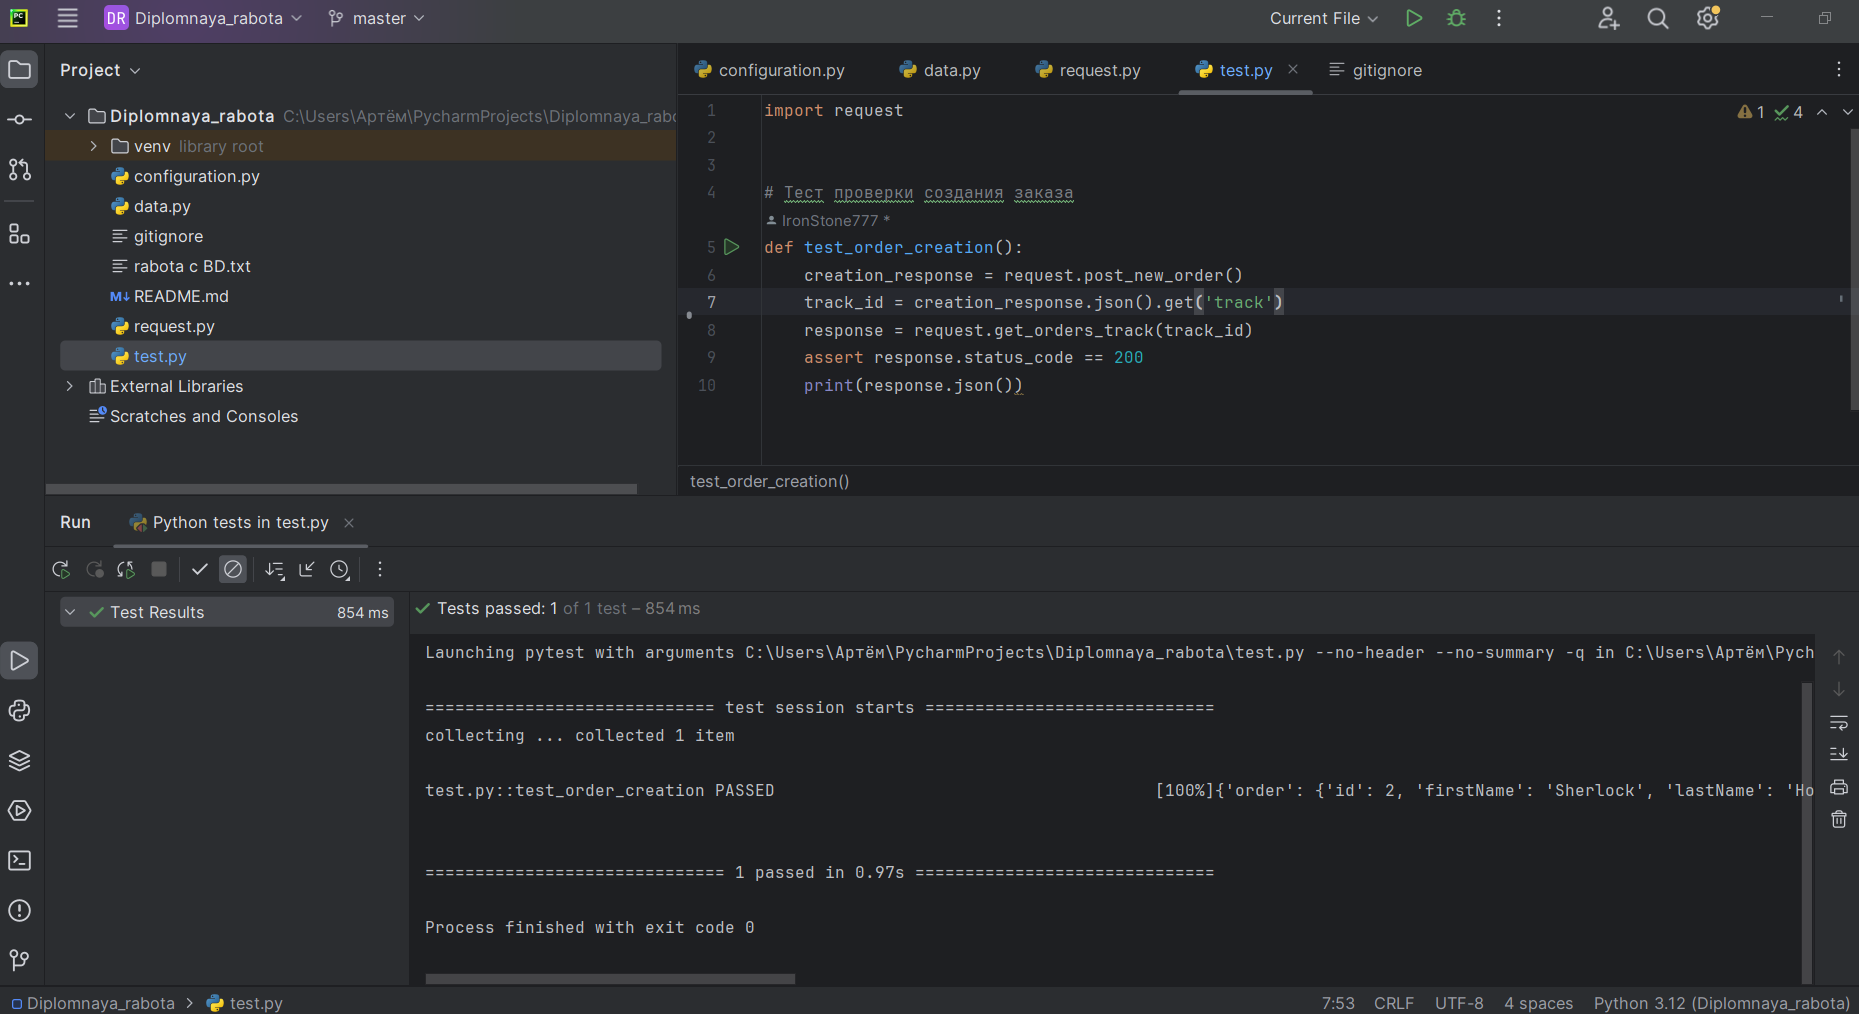 DR Diplomnaya_rabota master Current File
Project
configuration.py data.py request.py test.py gitignore
Diplomnaya_rabota C:\Users\Артём\PycharmProjects\Diplomnaya_rab
venv library root
configuration.py
data.py
gitignore
rabota c BD.txt
README.md
request.py
test.py
External Libraries
Scratches and Consoles
1 import request
1 4
2
3
4 # Тест проверки создания заказа
IronStone777 *
5 def test_order_creation():
6 creation_response = request.post_new_order()
7 track_id = creation_response.json().get('track')
8 response = request.get_orders_track(track_id)
9 assert response.status_code == 200
10 print(response.json())
test_order_creation()
Run Python tests in test.py
Test Results 854 ms
Tests passed: 1 of 1 test – 854 ms
Launching pytest with arguments C:\Users\Артём\PycharmProjects\Diplomnaya_rabota\test.py --no-header --no-summary -q in C:\Users\Артём\Pych
============================= test session starts =============================
collecting ... collected 1 item
test.py::test_order_creation PASSED [100%]{'order': {'id': 2, 'firstName': 'Sherlock', 'lastName': 'Ho
============================== 1 passed in 0.97s ==============================
Process finished with exit code 0
Diplomnaya_rabota > test.py 7:53 CRLF UTF-8 4 spaces Python 3.12 (Diplomnaya_rabota)